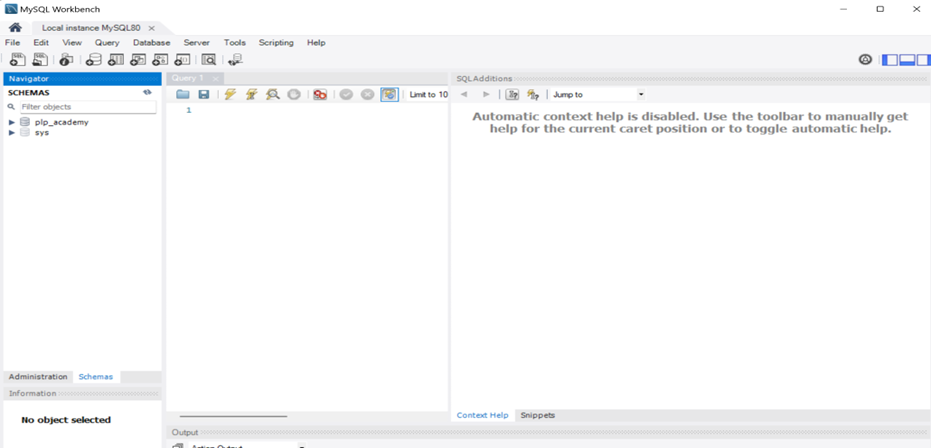 MySQL Workbench
Local instance MySQL80
File Edit View Query Database Server Tools Scripting Help
Navigator
SCHEMAS
Filter objects
plp_academy
sys
Administration Schemas
Information
No object selected
Query 1
Limit to 10
1
SQLAdditions
Jump to
Automatic context help is disabled. Use the toolbar to manually get
help for the current caret position or to toggle automatic help.
Context Help Snippets
Output
Action Output